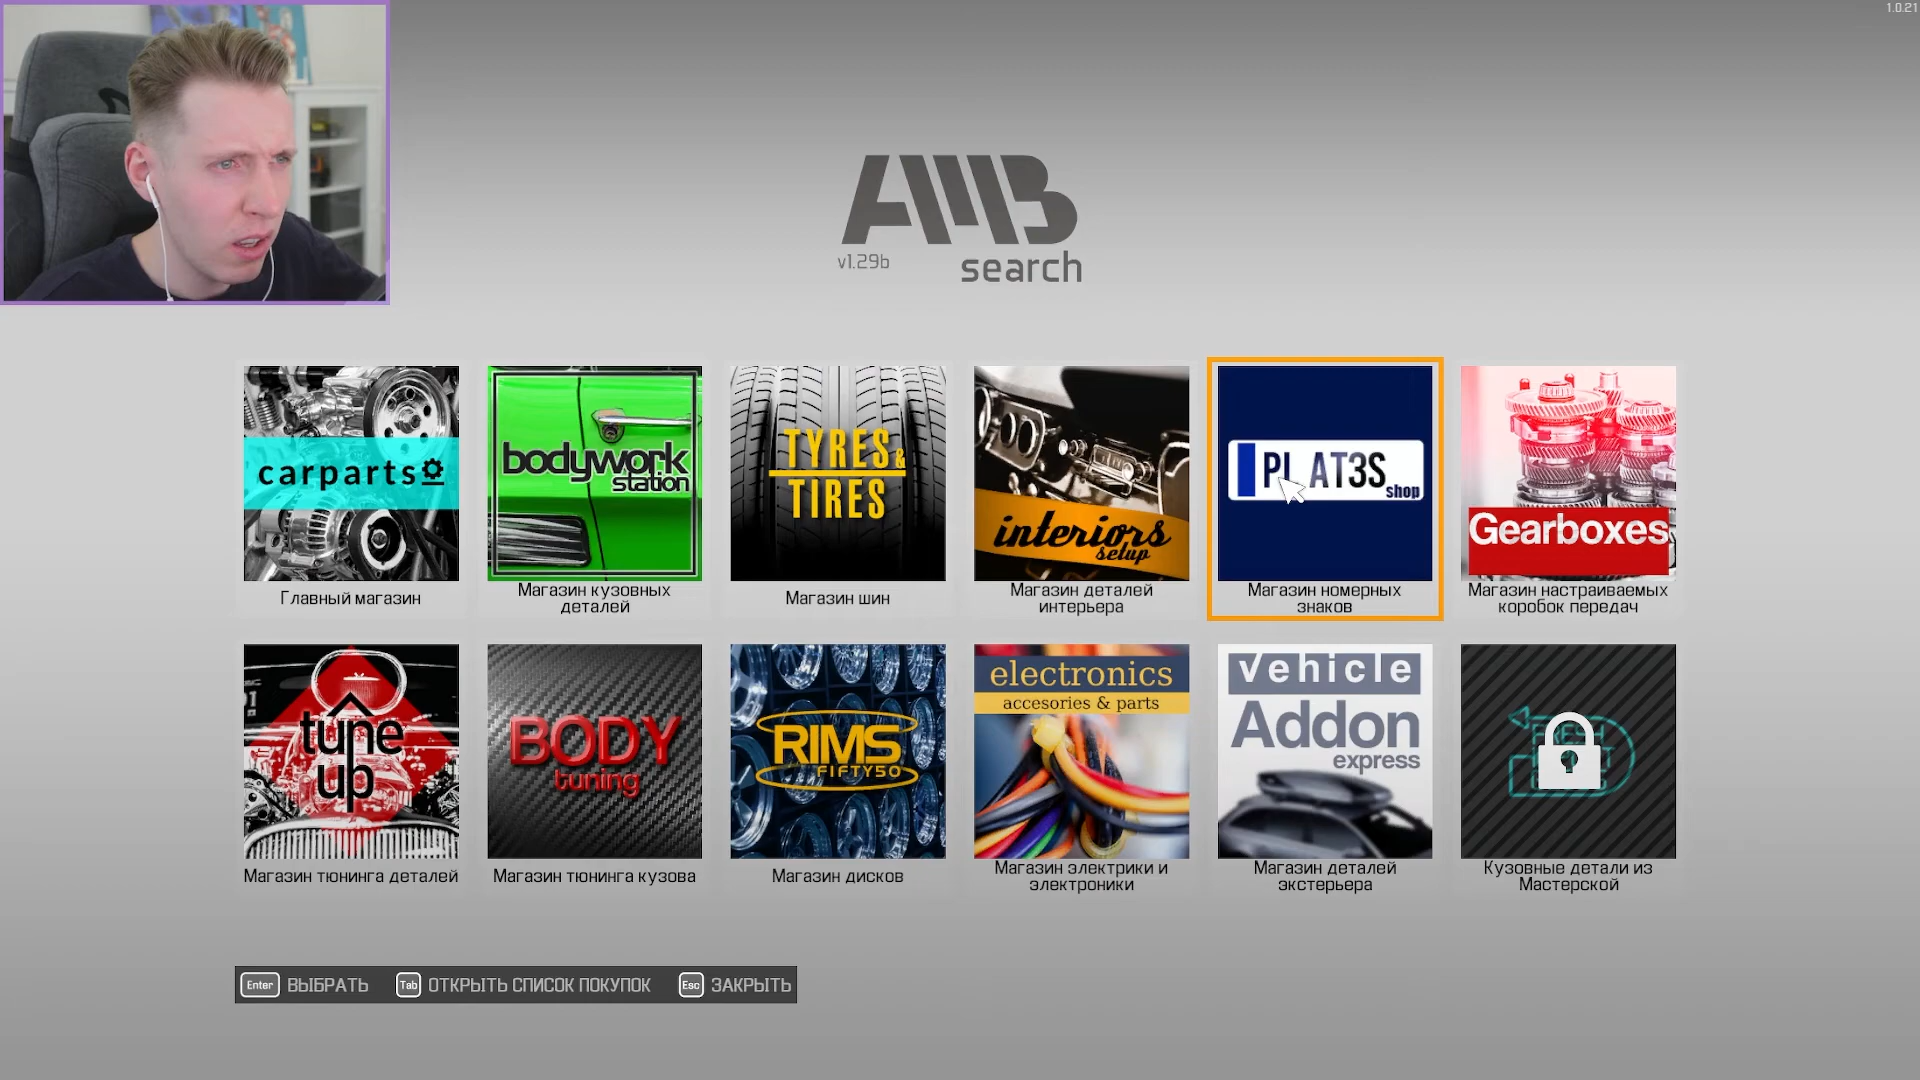 1.0.21
AMB
v1.29b
search
carparts
bodywork
station
TYRES &
TIRES
interiors
setup
PL AT3S
shop
Gearboxes
Главный магазин
Магазин кузовных
деталей
Магазин шин
Магазин деталей
интерьера
Магазин номерных
знаков
Магазин настраиваемых
коробок передач
tune
up
BODY
tuning
RIMS
FIFTY50
electronics
accesories & parts
vehicle
Addon
express
Магазин тюнинга деталей
Магазин тюнинга кузова
Магазин дисков
Магазин электрики и
электроники
Магазин деталей
экстерьера
Кузовные детали из
Мастерской
Enter ВЫБРАТЬ Tab ОТКРЫТЬ СПИСОК ПОКУПОК Esc ЗАКРЫТЬ